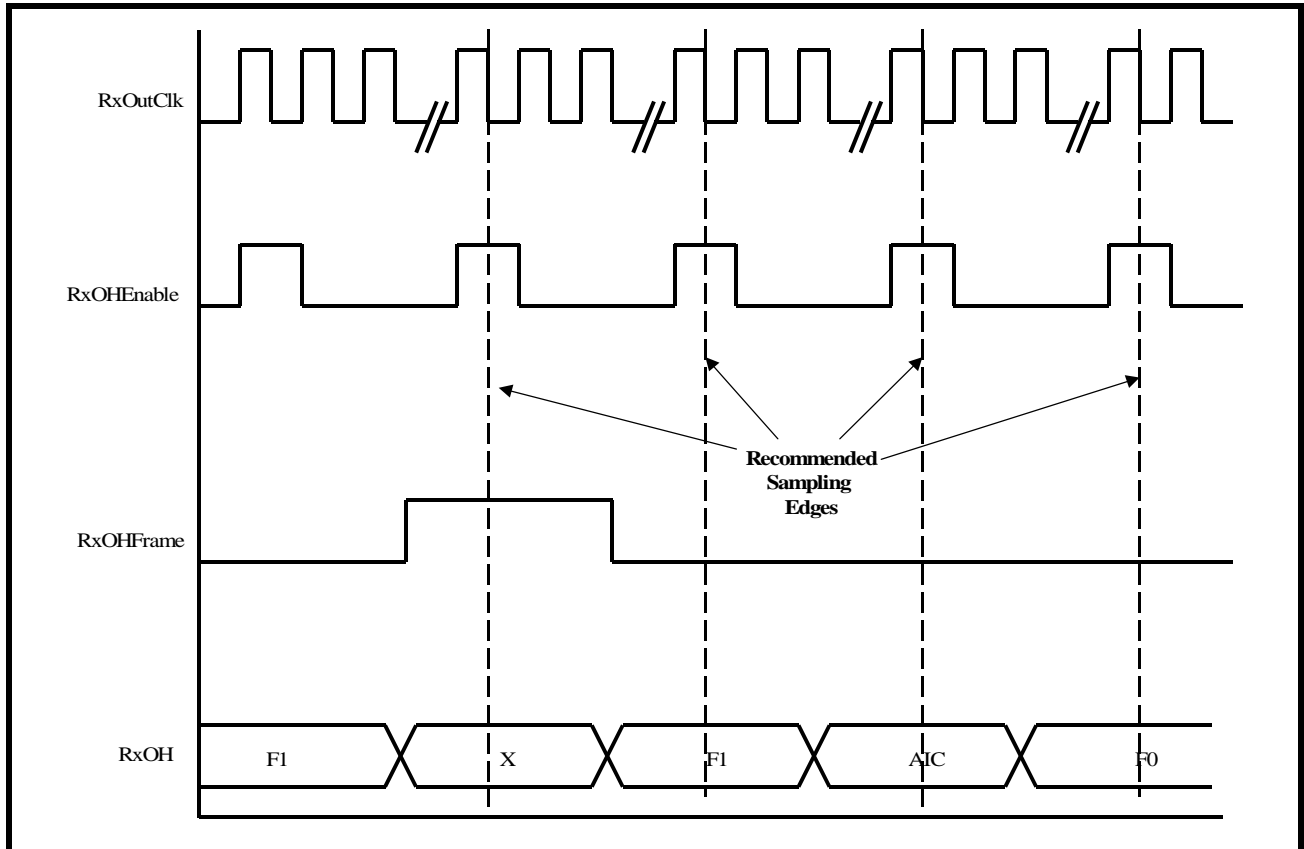 RxOutClk
RxOHEnable
Recommended
Sampling
Edges
RxOHFrame
RxOH
F1
X
F1
AIC
F0